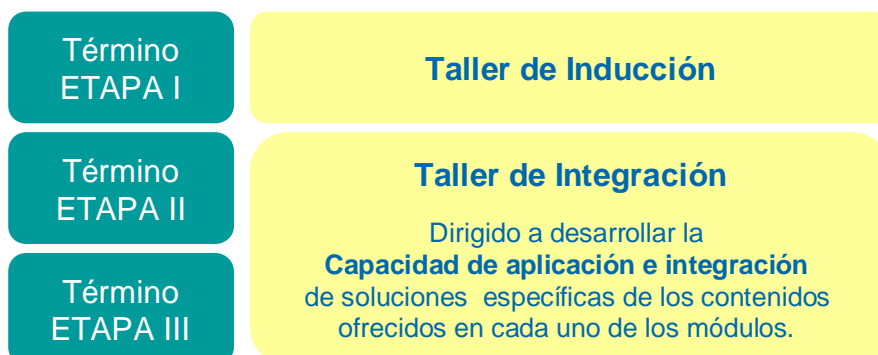 Término
ETAPA I
Taller de Inducción
Término
ETAPA II
Taller de Integración
Dirigido a desarrollar la
Capacidad de aplicación e integración
de soluciones específicas de los contenidos
ofrecidos en cada uno de los módulos.
Término
ETAPA III